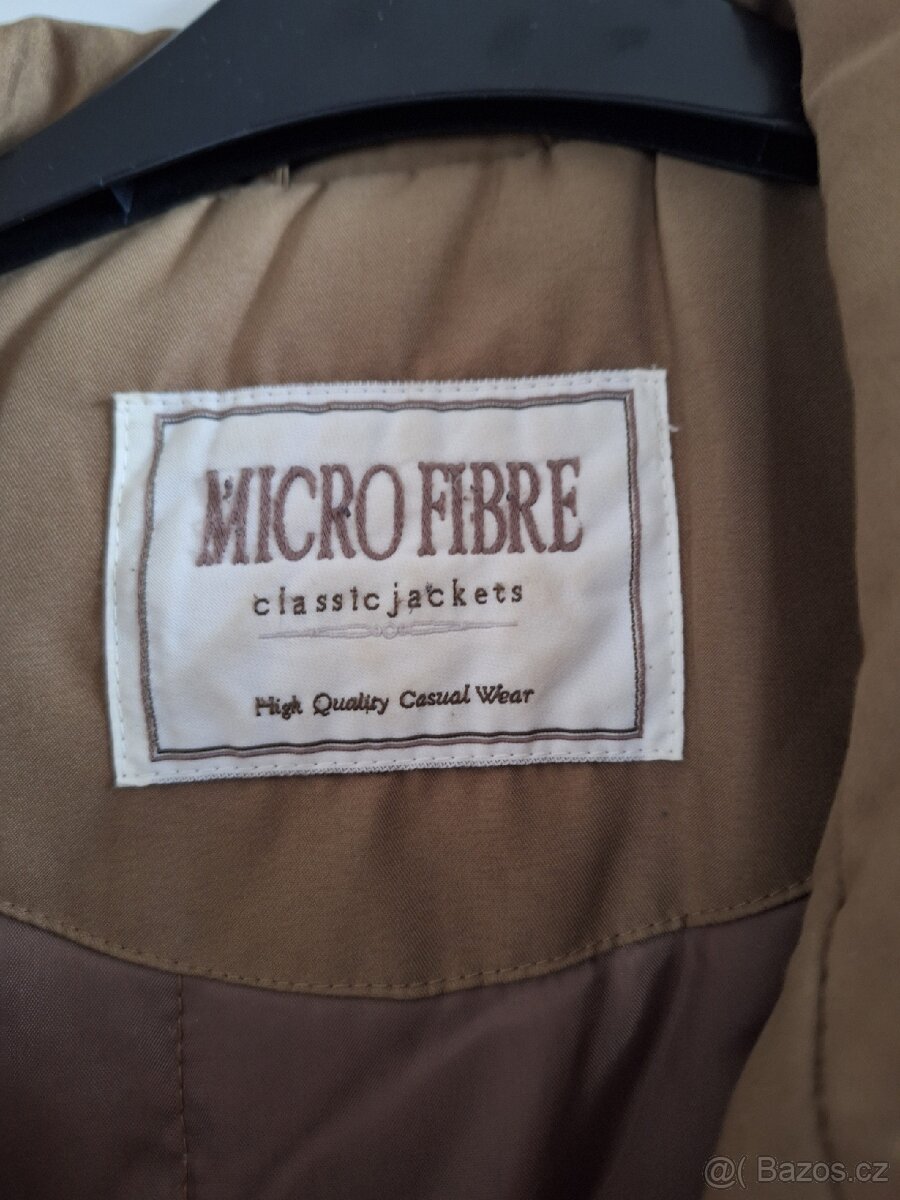 MICRO FIBRE
classic jackets
High Quality Casual Wear
@( Bazos.cz